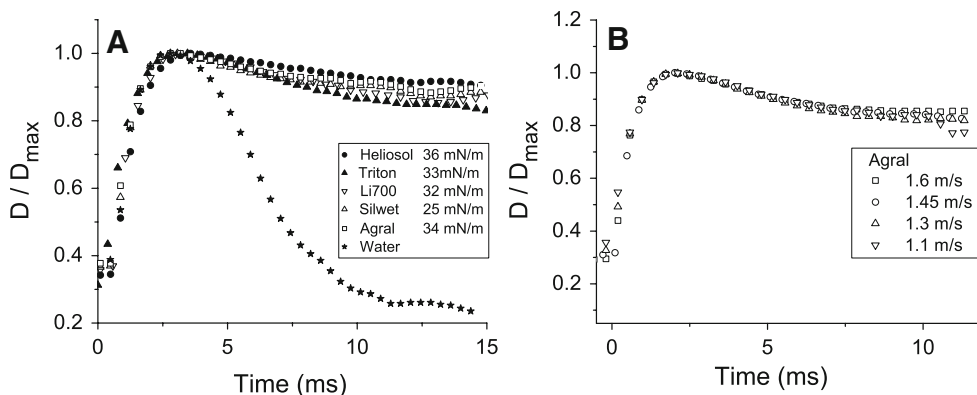 A
D / Dmax
1.0
0.8
0.6
0.4
0.2
0
5
10
15
Time (ms)
Heliosol 36 mN/m
Triton 33mN/m
Li700 32 mN/m
Silwet 25 mN/m
Agral 34 mN/m
Water
B
D / Dmax
1.2
1.0
0.8
0.6
0.4
0.2
0
5
10
Time (ms)
Agral
1.6 m/s
1.45 m/s
1.3 m/s
1.1 m/s